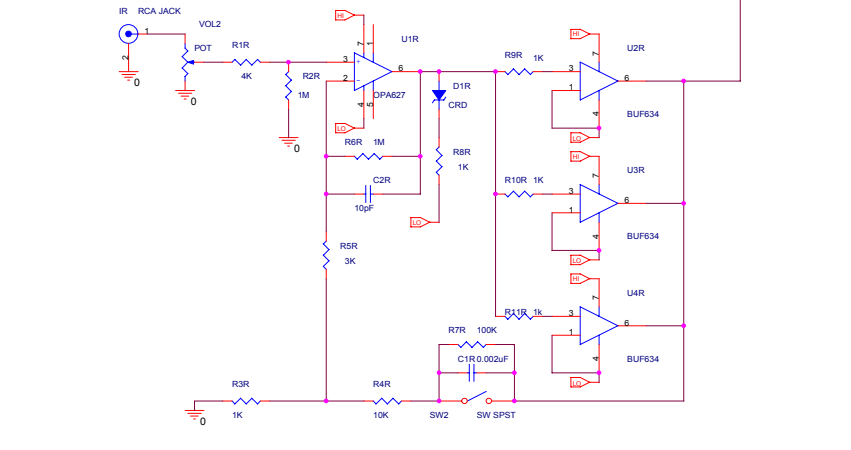 IR RCA JACK
VOL2
POT
1
2
0
0
R1R
4K
R2R
1M
0
HI
7
1
U1R
3
2
6
OPA627
4
5
LO
R6R 1M
C2R
10pF
D1R
CRD
R8R
1K
LO
R5R
3K
R9R 1K
HI
7
U2R
3
1
6
4
BUF634
LO
HI
7
U3R
R10R 1K
3
1
6
4
BUF634
LO
HI
7
U4R
R11R 1k
3
1
6
4
BUF634
LO
R7R 100K
C1R 0.002uF
R3R
1K
0
R4R
10K
SW2
SW SPST